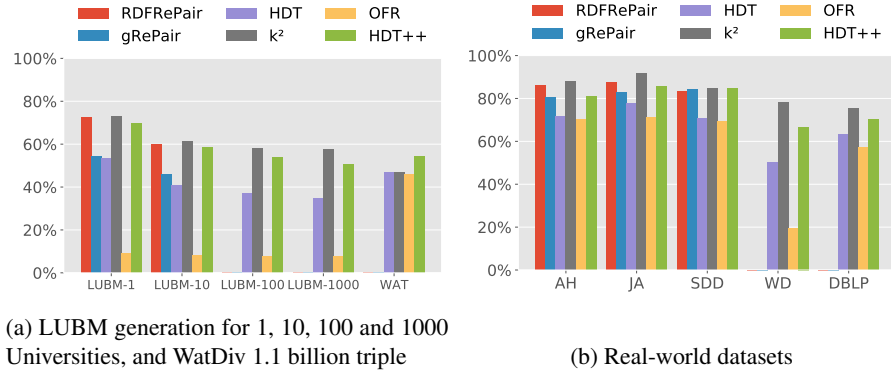 RDFRePair HDT OFR
gRePair k² HDT++
100%
80%
60%
40%
20%
0%
LUBM-1 LUBM-10 LUBM-100 LUBM-1000 WAT
(a) LUBM generation for 1, 10, 100 and 1000
Universities, and WatDiv 1.1 billion triple
RDFRePair HDT OFR
gRePair k² HDT++
100%
80%
60%
40%
20%
0%
AH JA SDD WD DBLP
(b) Real-world datasets